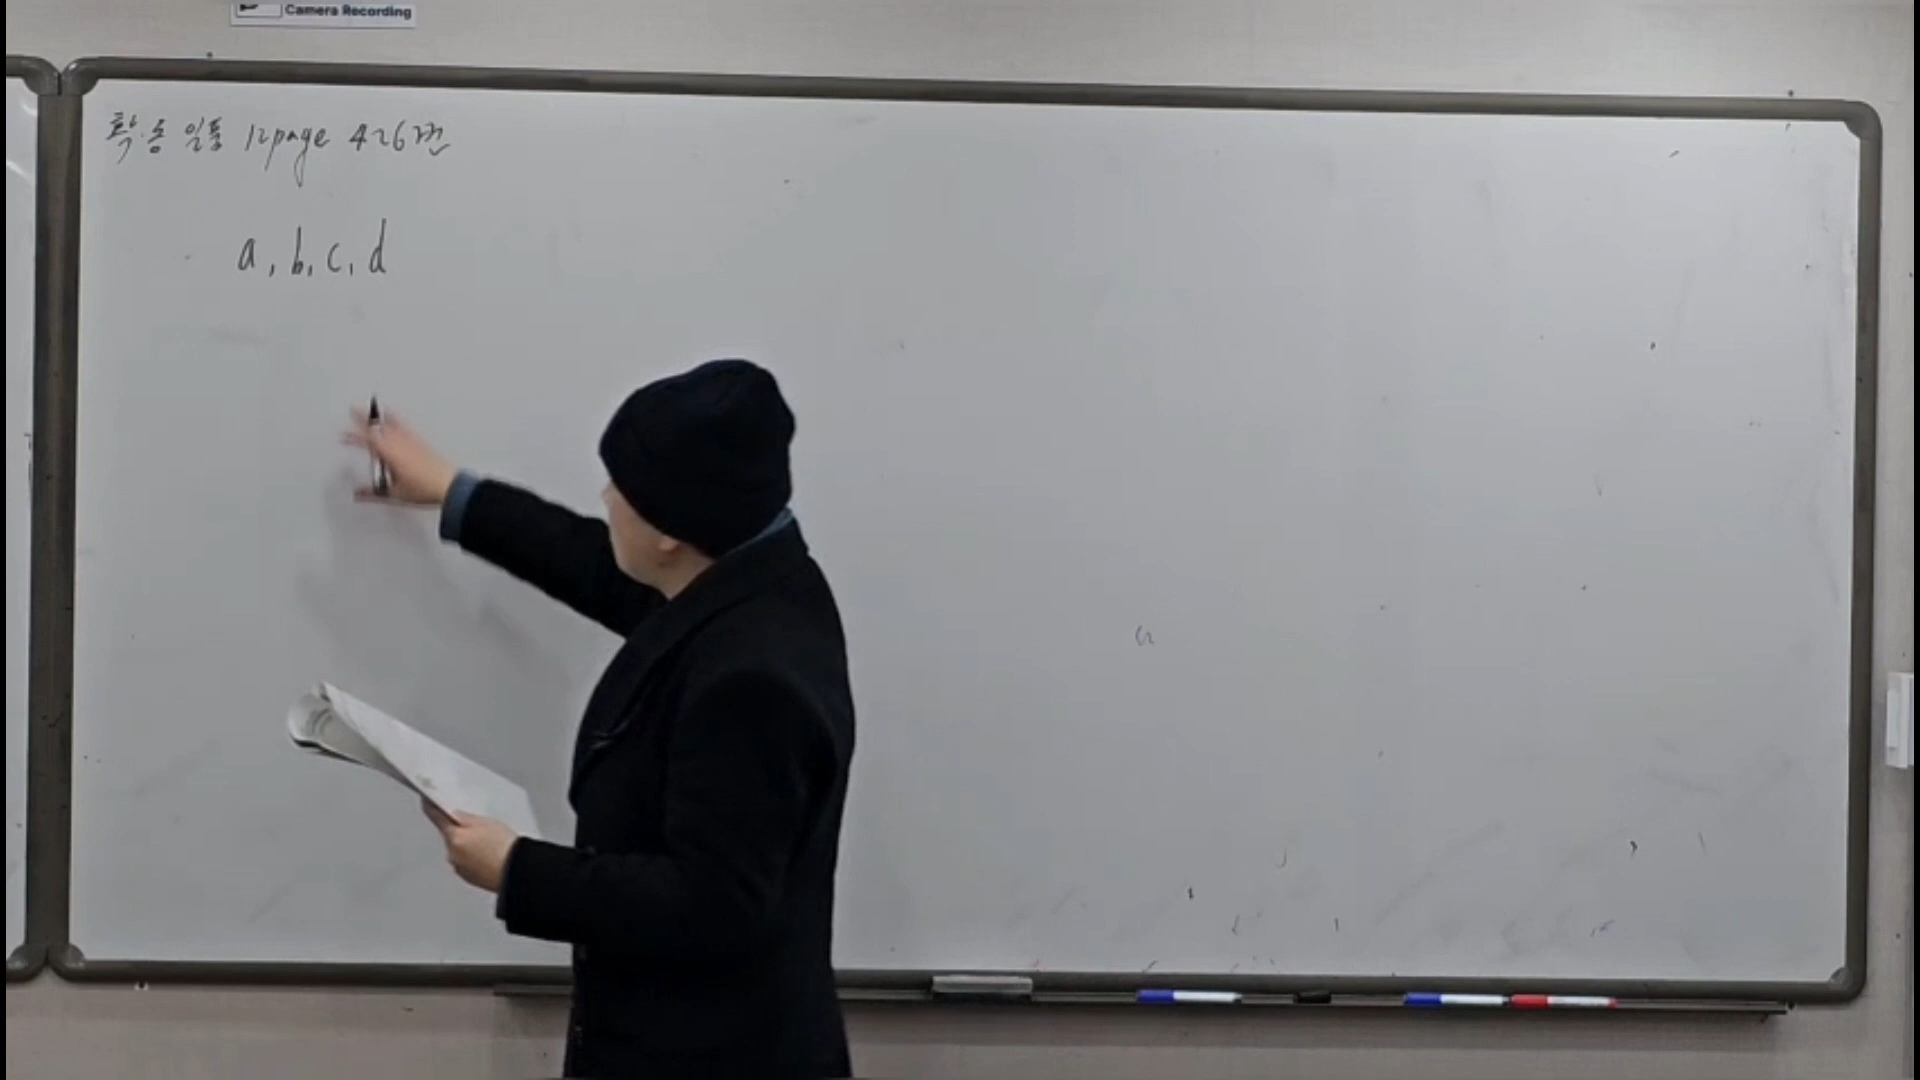 Camera Recording
확·통 일품 12page 426번
a, b, c, d